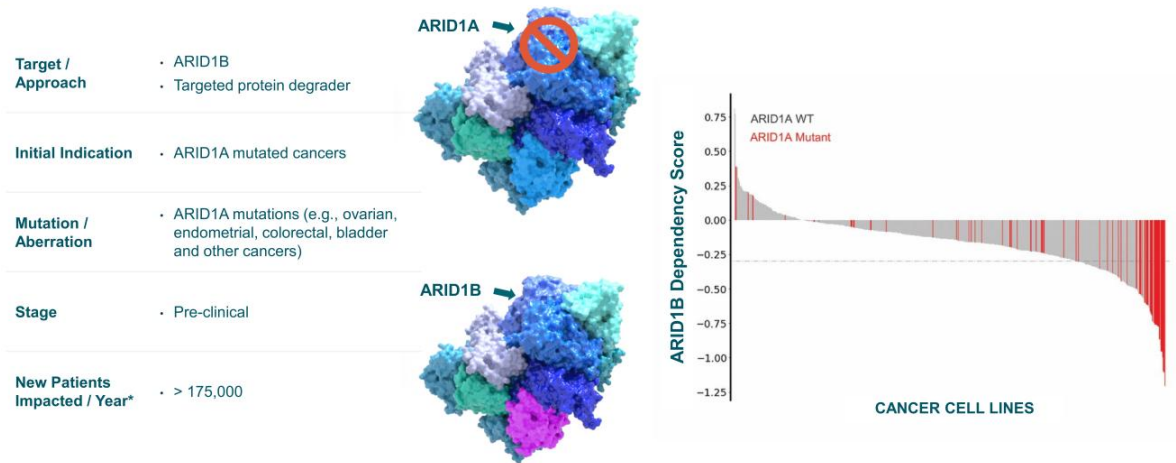 Target /
Approach
· ARID1B
· Targeted protein degrader
Initial Indication
· ARID1A mutated cancers
Mutation /
Aberration
· ARID1A mutations (e.g., ovarian,
endometrial, colorectal, bladder
and other cancers)
Stage
· Pre-clinical
New Patients
Impacted / Year*
· > 175,000
ARID1A
ARID1B
ARID1B Dependency Score
0.75
0.50
0.25
0.00
−0.25
−0.50
−0.75
−1.00
−1.25
ARID1A WT
ARID1A Mutant
CANCER CELL LINES